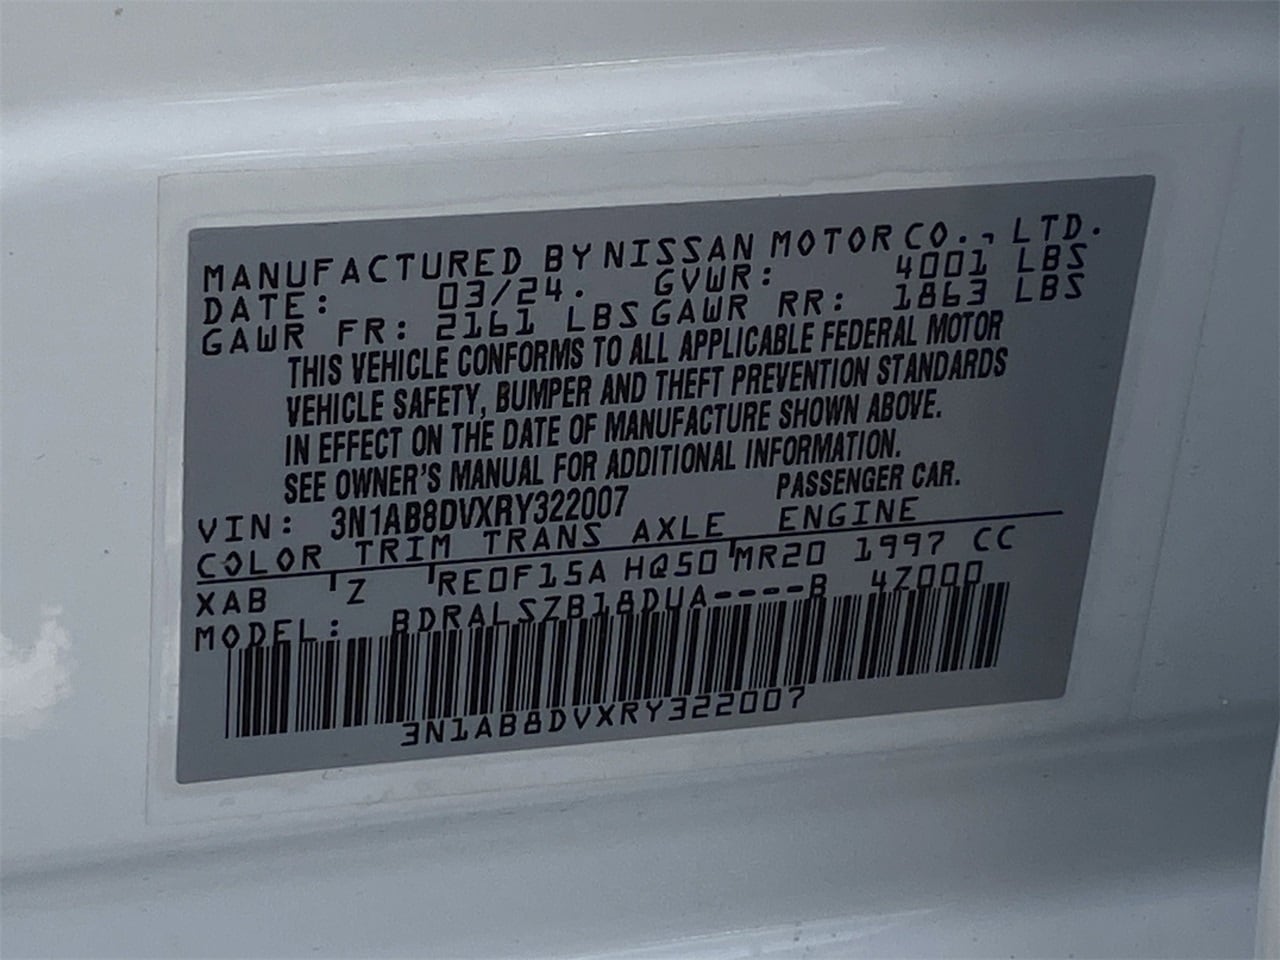 MANUFACTURED BY NISSAN MOTOR CO., LTD.
DATE: 03/24. GVWR: 4001 LBS
GAWR FR: 2161 LBS GAWR RR: 1863 LBS
THIS VEHICLE CONFORMS TO ALL APPLICABLE FEDERAL MOTOR
VEHICLE SAFETY, BUMPER AND THEFT PREVENTION STANDARDS
IN EFFECT ON THE DATE OF MANUFACTURE SHOWN ABOVE.
SEE OWNER'S MANUAL FOR ADDITIONAL INFORMATION.
VIN: 3N1AB8DVXRY322007 PASSENGER CAR.
COLOR TRIM TRANS AXLE ENGINE
XAB Z RE0F15A HQ50 MR20 1997 CC
MODEL: BDRALSZB18DUA----B 4Z000
3N1AB8DVXRY322007